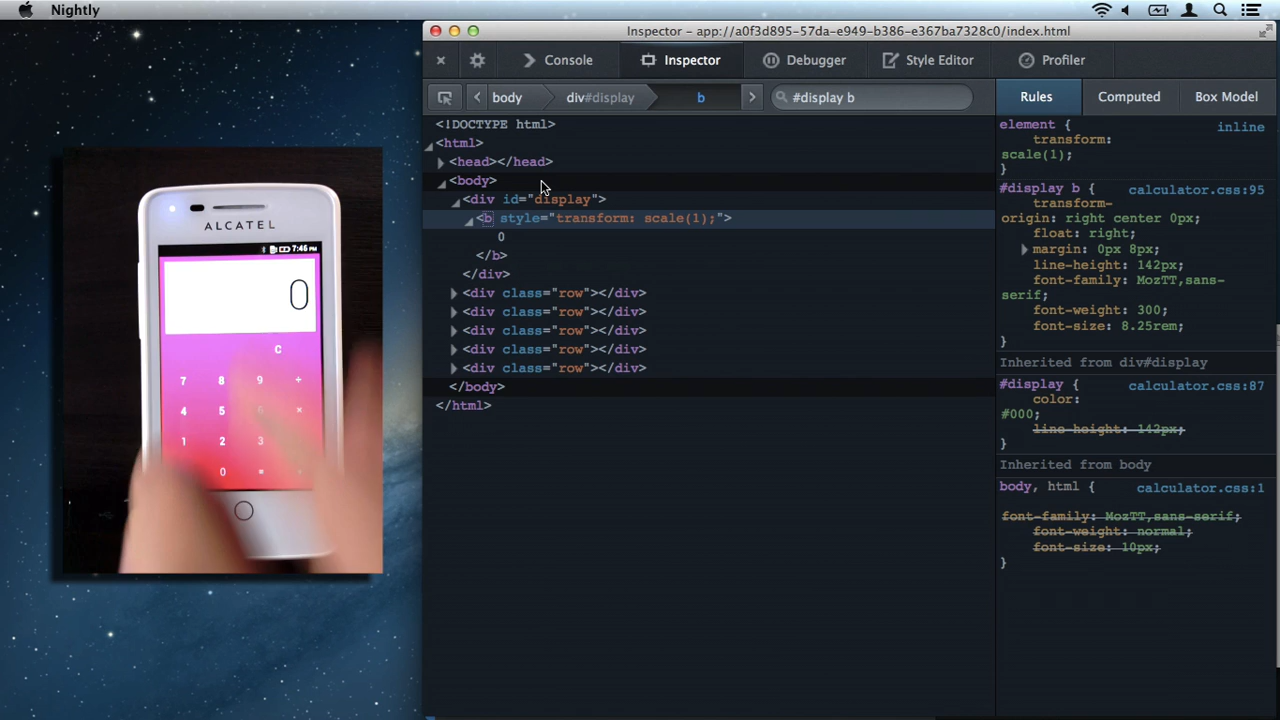 Nightly
Inspector – app://a0f3d895-57da-e949-b386-e367ba7328c0/index.html
Console
Inspector
Debugger
Style Editor
Profiler
body
div#display
b
#display b
Rules
Computed
Box Model
<!DOCTYPE html>
<html>
<head></head>
<body>
<div id="display">
<b style="transform: scale(1);">
0
</b>
</div>
<div class="row"></div>
<div class="row"></div>
<div class="row"></div>
<div class="row"></div>
<div class="row"></div>
</body>
</html>
element {
inline
transform:
scale(1);
}
#display b {
calculator.css:95
transform-
origin: right center 0px;
float: right;
margin: 0px 8px;
line-height: 142px;
font-family: MozTT,sans-
serif;
font-weight: 300;
font-size: 8.25rem;
}
Inherited from div#display
#display {
calculator.css:87
color:
#000;
line-height: 142px;
}
Inherited from body
body, html {
calculator.css:1
font-family: MozTT,sans-serif;
font-weight: normal;
font-size: 10px;
}
ALCATEL
7:46 PM
0
C
7 8 9 +
4 5 6 ×
1 2 3
0 =